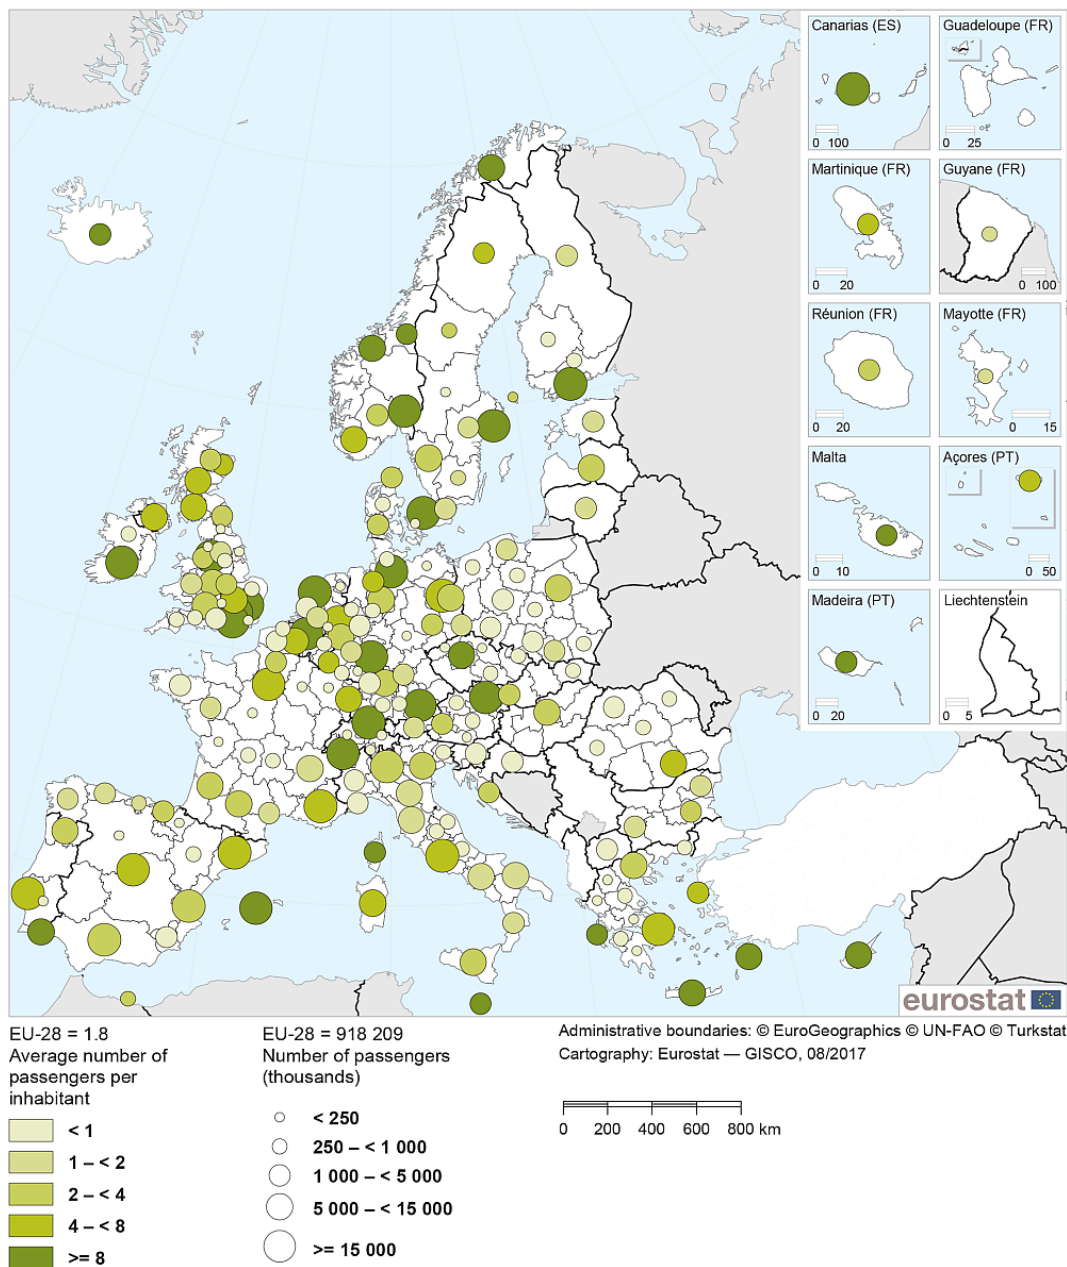 Canarias (ES)
0 100
Guadeloupe (FR)
0 25
Martinique (FR)
0 20
Guyane (FR)
0 100
Réunion (FR)
0 20
Mayotte (FR)
0 15
Malta
0 10
Açores (PT)
0 50
Madeira (PT)
0 20
Liechtenstein
0 5
eurostat
EU-28 = 1.8
Average number of
passengers per
inhabitant
< 1
1 – < 2
2 – < 4
4 – < 8
>= 8
EU-28 = 918 209
Number of passengers
(thousands)
< 250
250 – < 1 000
1 000 – < 5 000
5 000 – < 15 000
>= 15 000
Administrative boundaries: © EuroGeographics © UN-FAO © Turkstat
Cartography: Eurostat — GISCO, 08/2017
0 200 400 600 800 km